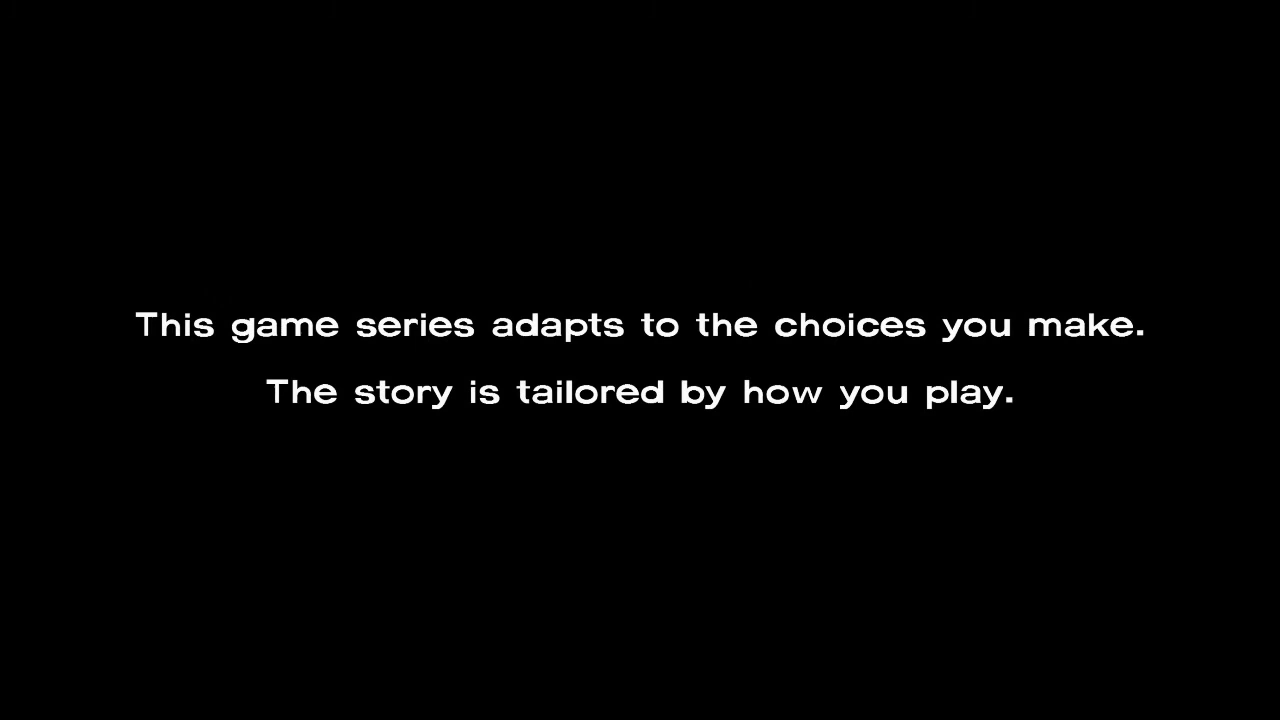 This game series adapts to the choices you make.
The story is tailored by how you play.